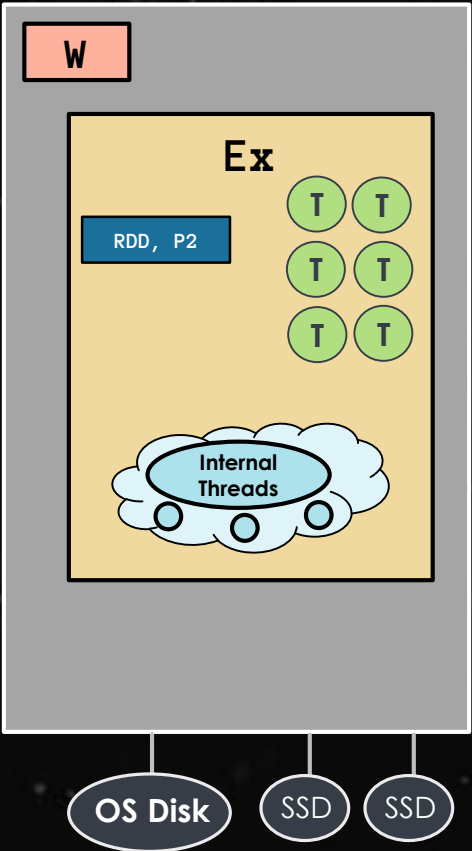 W
Ex
T T
RDD, P2
T T
T T
Internal
Threads
OS Disk
SSD
SSD